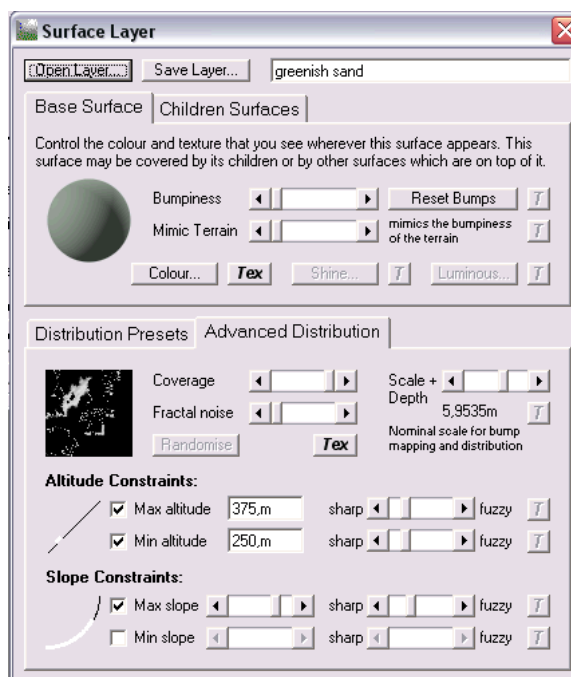 Surface Layer
Open Layer... Save Layer... greenish sand
Base Surface Children Surfaces
Control the colour and texture that you see wherever this surface appears. This
surface may be covered by its children or by other surfaces which are on top of it.
Bumpiness Reset Bumps T
Mimic Terrain mimics the bumpiness
of the terrain T
Colour... Tex Shine... T Luminous... T
Distribution Presets Advanced Distribution
Coverage Scale +
Depth
Fractal noise 5,9535m T
Randomise Tex Nominal scale for bump
mapping and distribution
Altitude Constraints:
Max altitude 375,m sharp fuzzy T
Min altitude 250,m sharp fuzzy T
Slope Constraints:
Max slope sharp fuzzy T
Min slope sharp fuzzy T